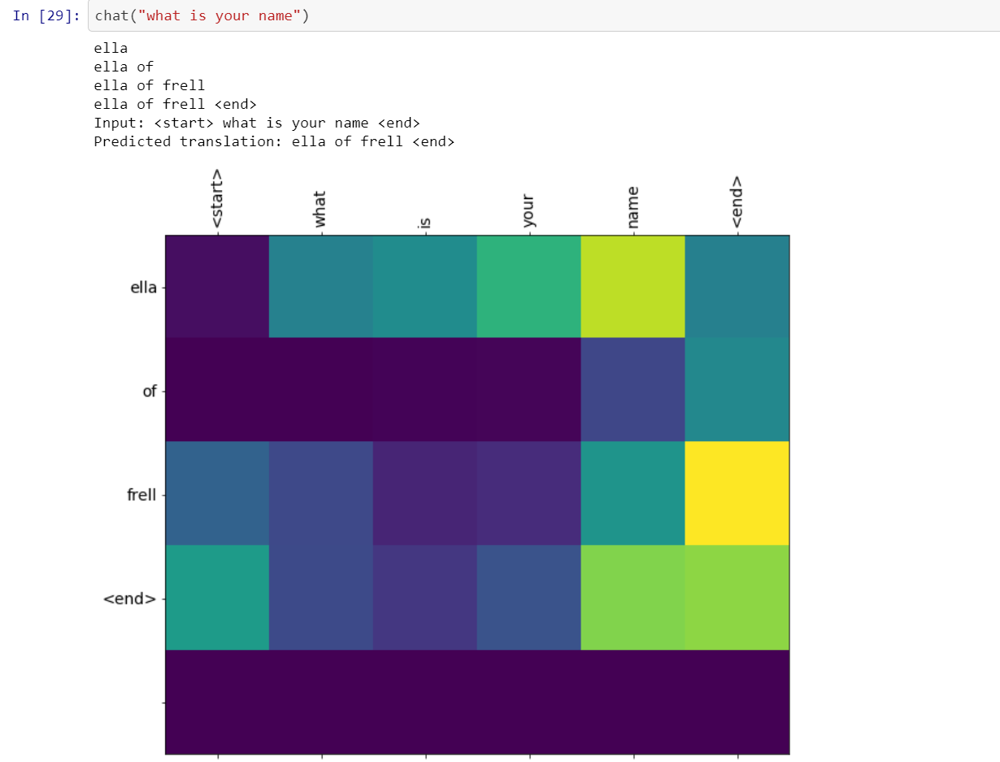 In [29]: chat("what is your name")
ella
ella of
ella of frell
ella of frell <end>
Input: <start> what is your name <end>
Predicted translation: ella of frell <end>
<start> what is your name <end>
ella
of
frell
<end>